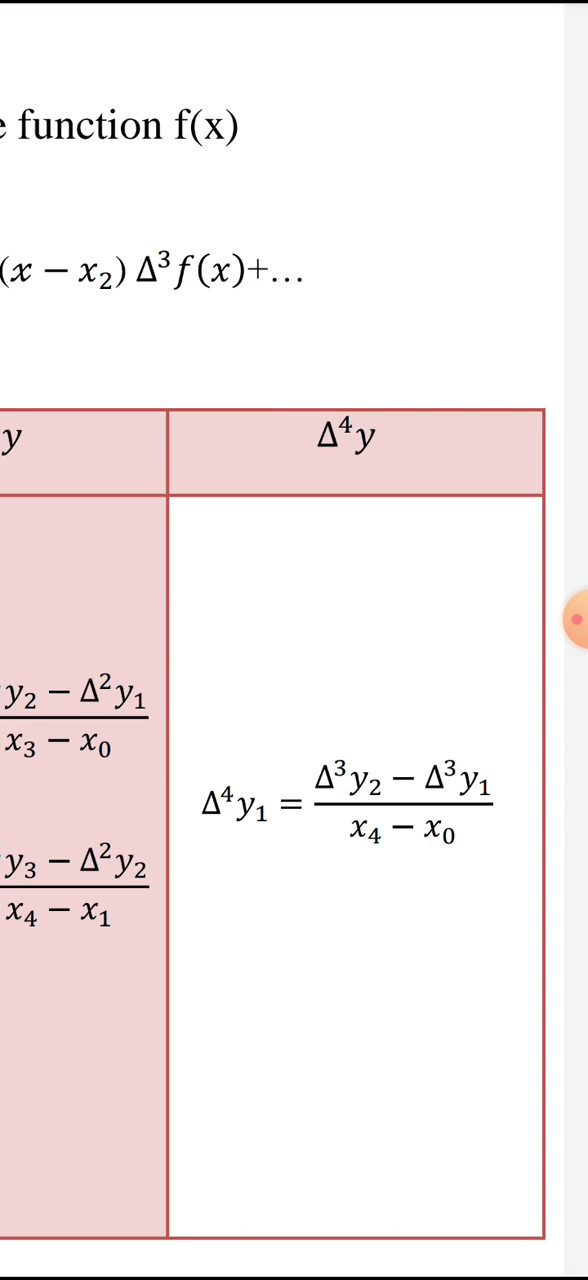 function f(x)
(x − x₂) Δ³f(x)+...
y Δ⁴y
y₂ − Δ²y₁
x₃ − x₀
Δ⁴y₁ = (Δ³y₂ − Δ³y₁)/(x₄ − x₀)
y₃ − Δ²y₂
x₄ − x₁